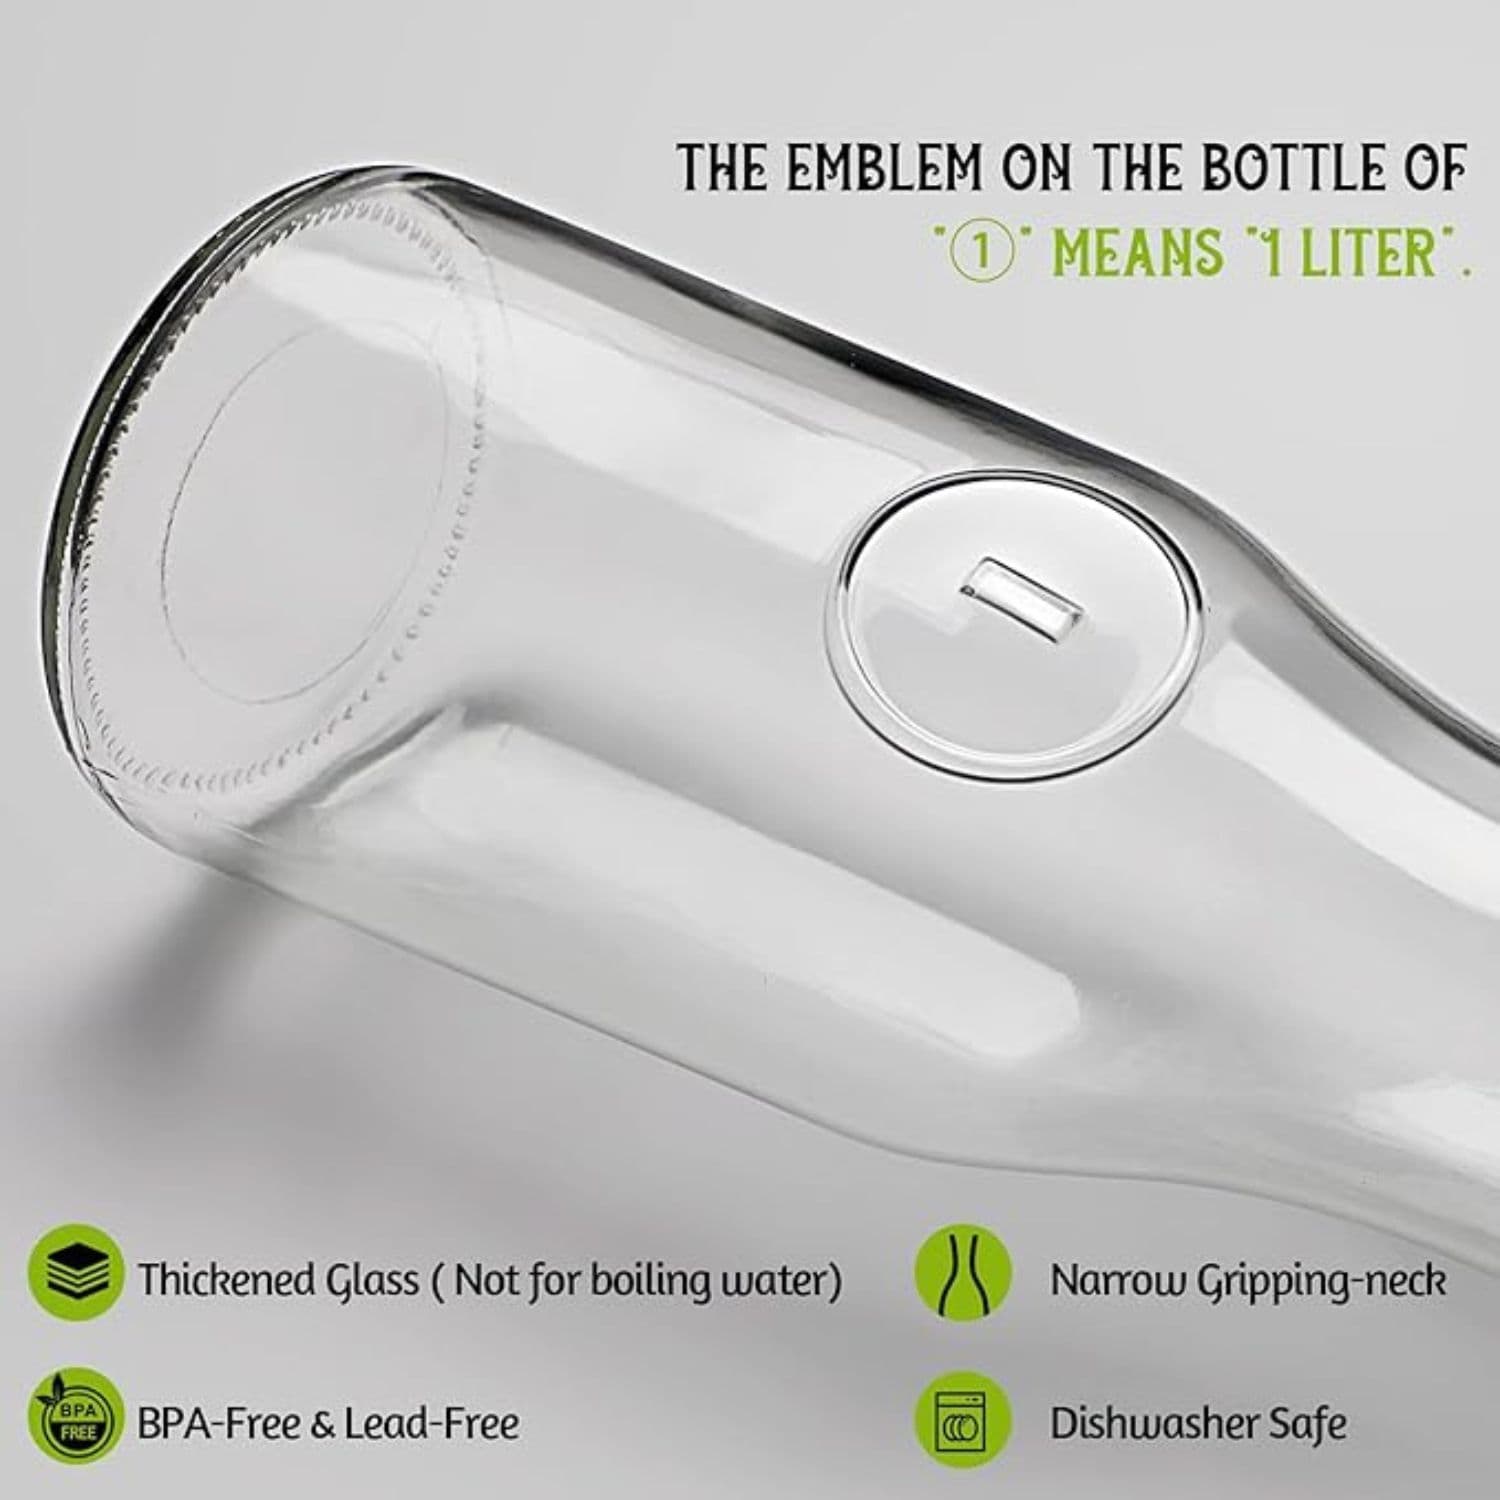 THE EMBLEM ON THE BOTTLE OF
"①" MEANS "1 LITER".
Thickened Glass ( Not for boiling water)
Narrow Gripping-neck
BPA FREE
BPA-Free & Lead-Free
Dishwasher Safe